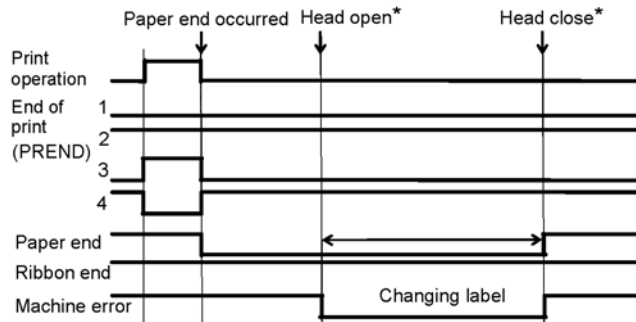 Paper end occurred Head open* Head close*
Print
operation
End of 1
print 2
(PREND)
3
4
Paper end
Ribbon end
Changing label
Machine error